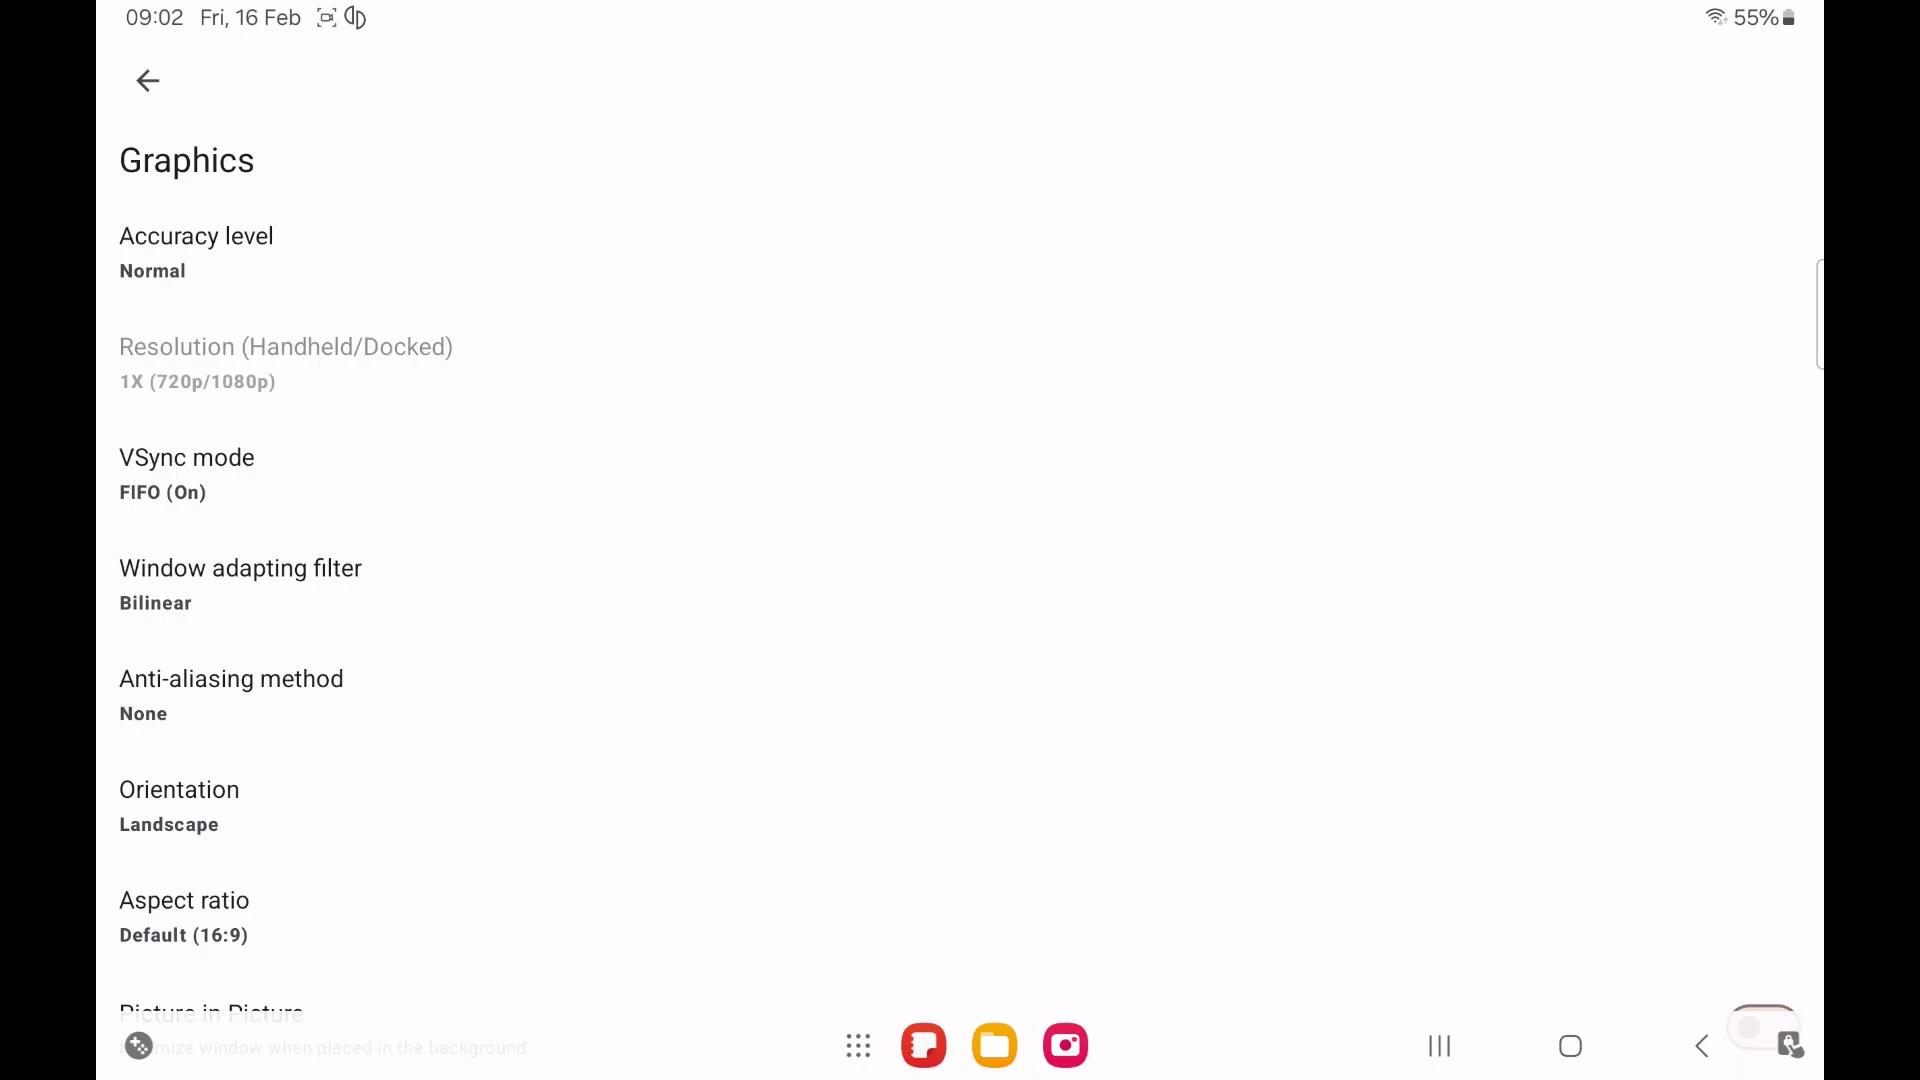 09:02 Fri, 16 Feb
55%
Graphics
Accuracy level
Normal
Resolution (Handheld/Docked)
1X (720p/1080p)
VSync mode
FIFO (On)
Window adapting filter
Bilinear
Anti-aliasing method
None
Orientation
Landscape
Aspect ratio
Default (16:9)
Picture in Picture
mize window when placed in the background